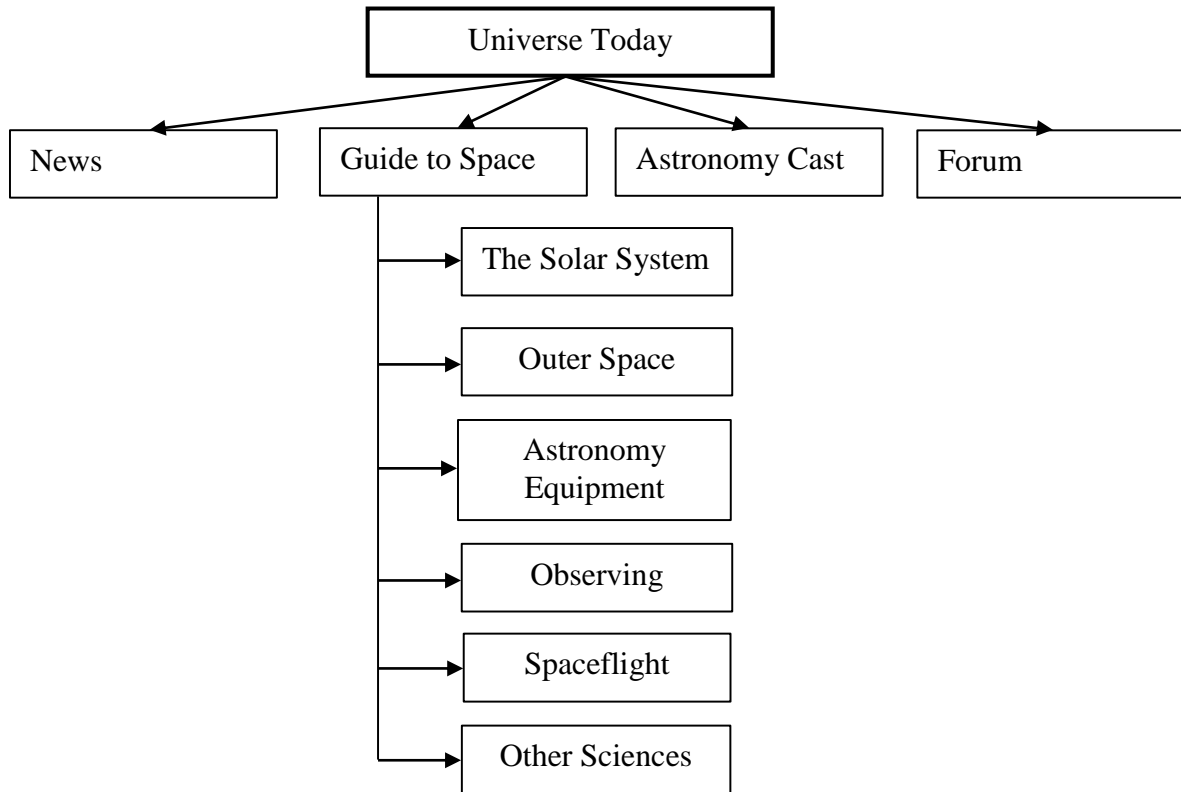 Universe Today
News
Guide to Space
Astronomy Cast
Forum
The Solar System
Outer Space
Astronomy
Equipment
Observing
Spaceflight
Other Sciences